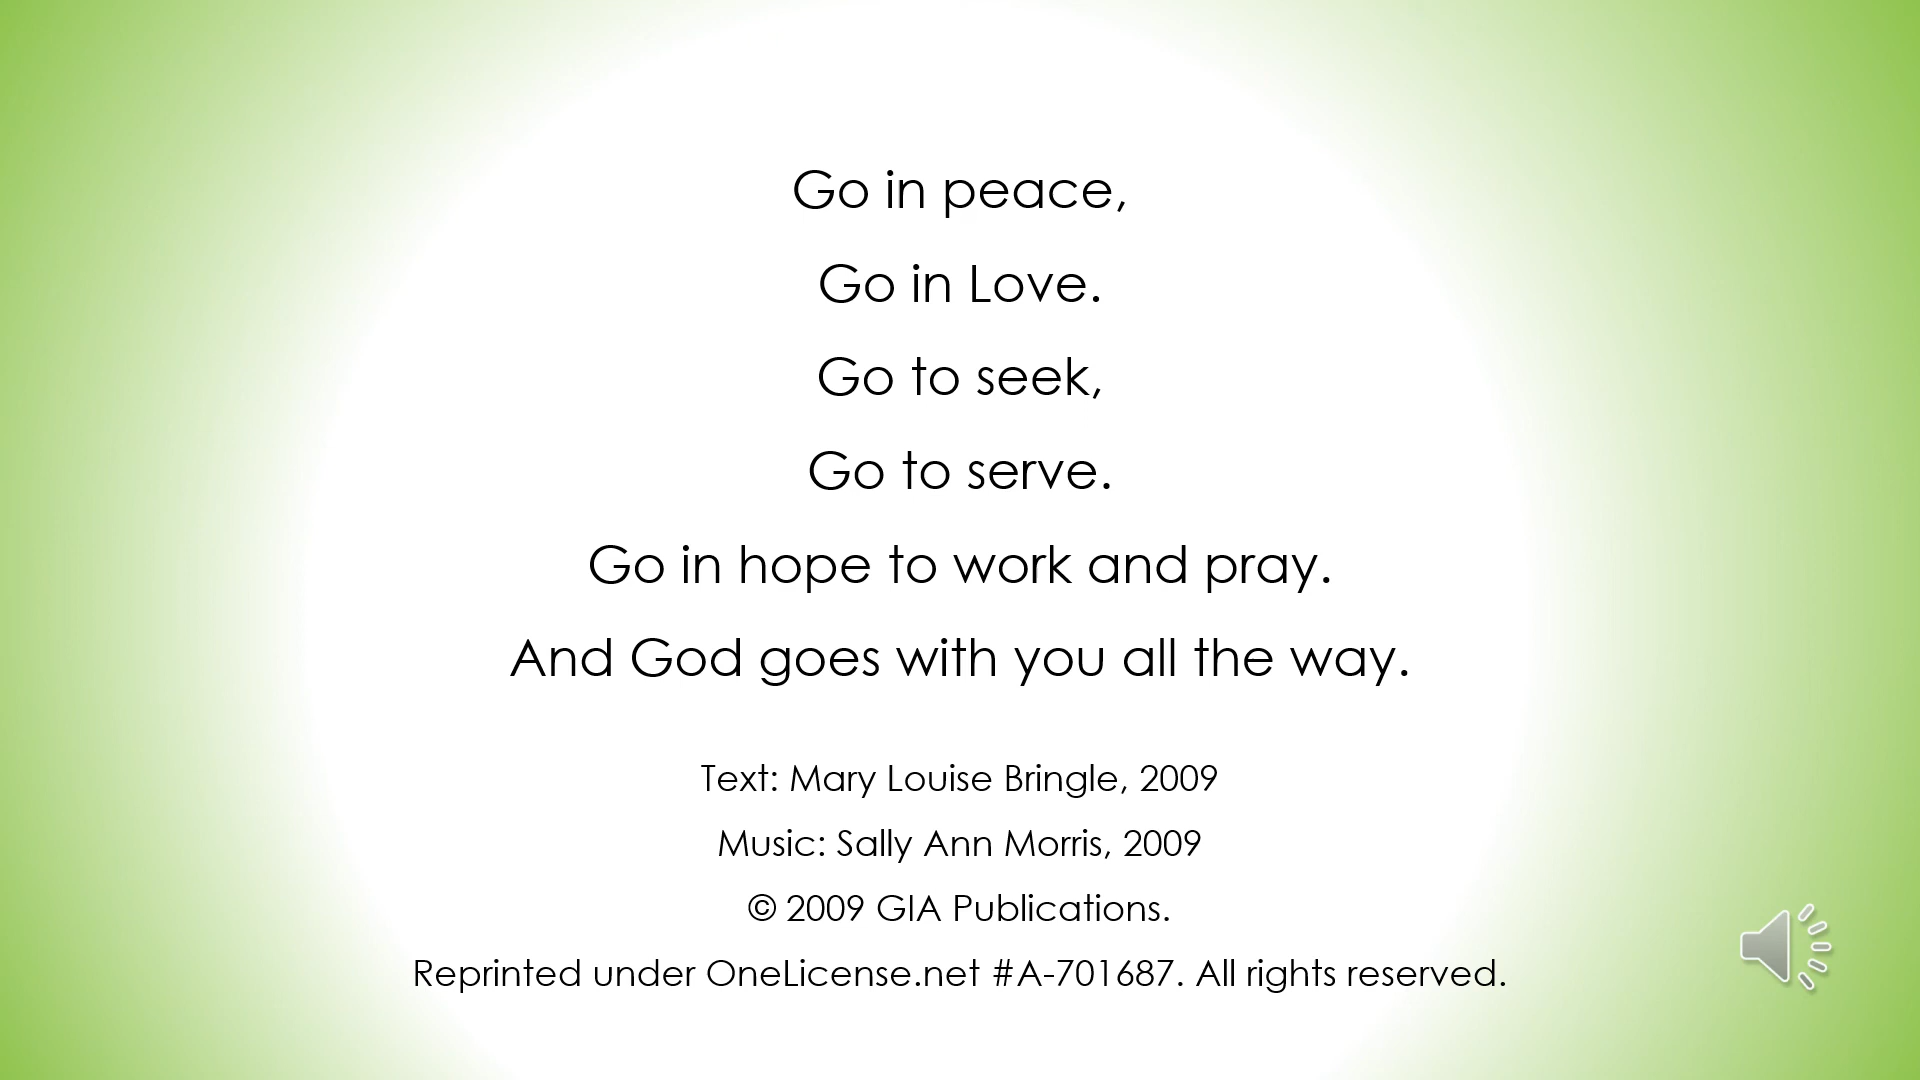 Go in peace,
Go in Love.
Go to seek,
Go to serve.
Go in hope to work and pray.
And God goes with you all the way.
Text: Mary Louise Bringle, 2009
Music: Sally Ann Morris, 2009
© 2009 GIA Publications.
Reprinted under OneLicense.net #A-701687. All rights reserved.